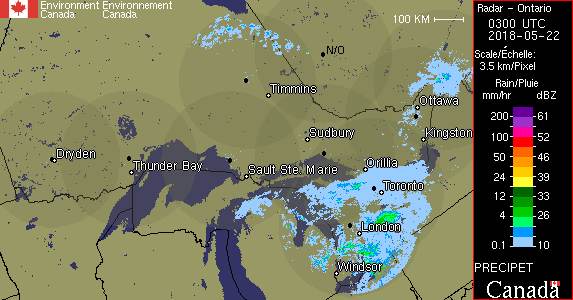 Environment Environnement
Canada Canada
100 KM
N/O
Timmins
Ottawa
Sudbury
Kingston
Dryden
Thunder Bay
Sault Ste. Marie
Orillia
Toronto
London
Windsor
Radar – Ontario
0300 UTC
2018-05-22
Scale/Échelle:
3.5 km/Pixel
Rain/Pluie
mm/hr dBZ
200 61
100 52
50 46
24 39
12 33
4 26
0.1 10
PRECIPET
Canada